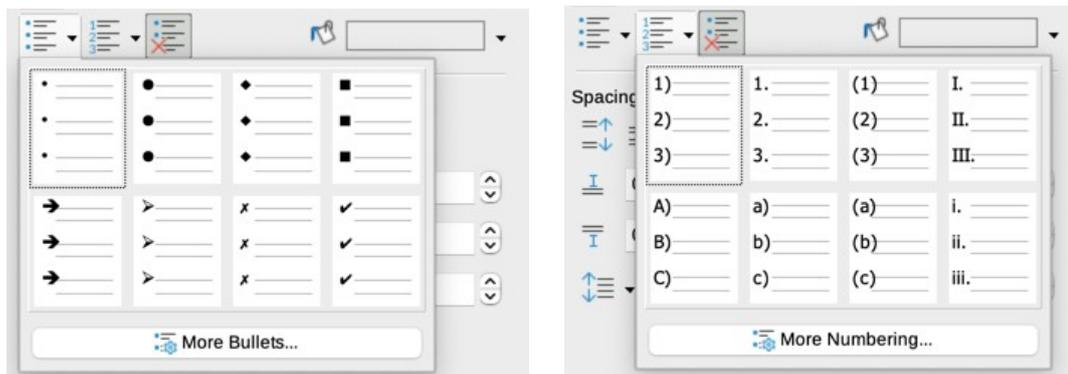 More Bullets...
Spacing
1) 1. (1) I.
2) 2. (2) II.
3) 3. (3) III.
A) a) (a) i.
B) b) (b) ii.
C) c) (c) iii.
More Numbering...